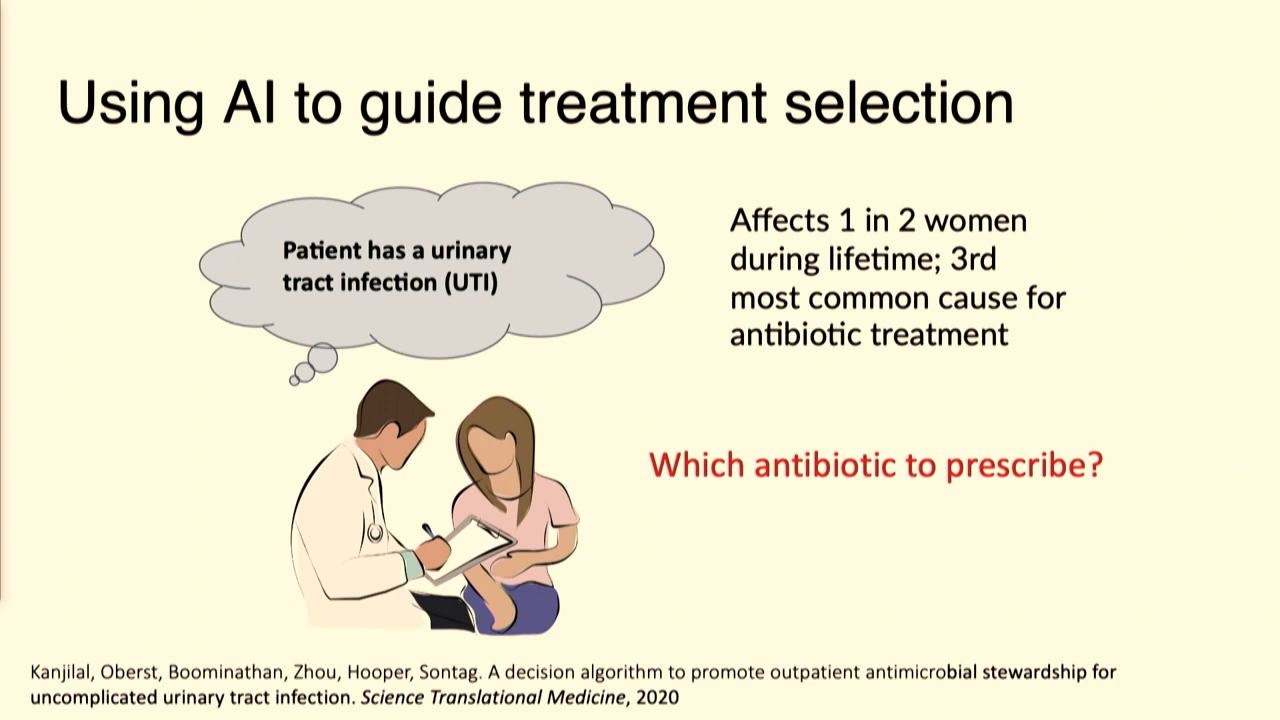 Using AI to guide treatment selection
Patient has a urinary
tract infection (UTI)
Affects 1 in 2 women
during lifetime; 3rd
most common cause for
antibiotic treatment
Which antibiotic to prescribe?
Kanjilal, Oberst, Boominathan, Zhou, Hooper, Sontag. A decision algorithm to promote outpatient antimicrobial stewardship for
uncomplicated urinary tract infection. Science Translational Medicine, 2020